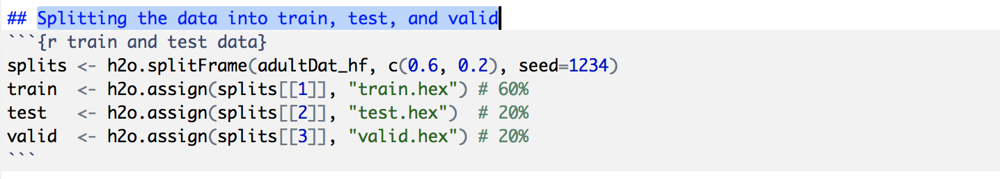 ## Splitting the data into train, test, and valid
```{r train and test data}
splits <- h2o.splitFrame(adultDat_hf, c(0.6, 0.2), seed=1234)
train  <- h2o.assign(splits[[1]], "train.hex") # 60%
test   <- h2o.assign(splits[[2]], "test.hex")  # 20%
valid  <- h2o.assign(splits[[3]], "valid.hex") # 20%
```